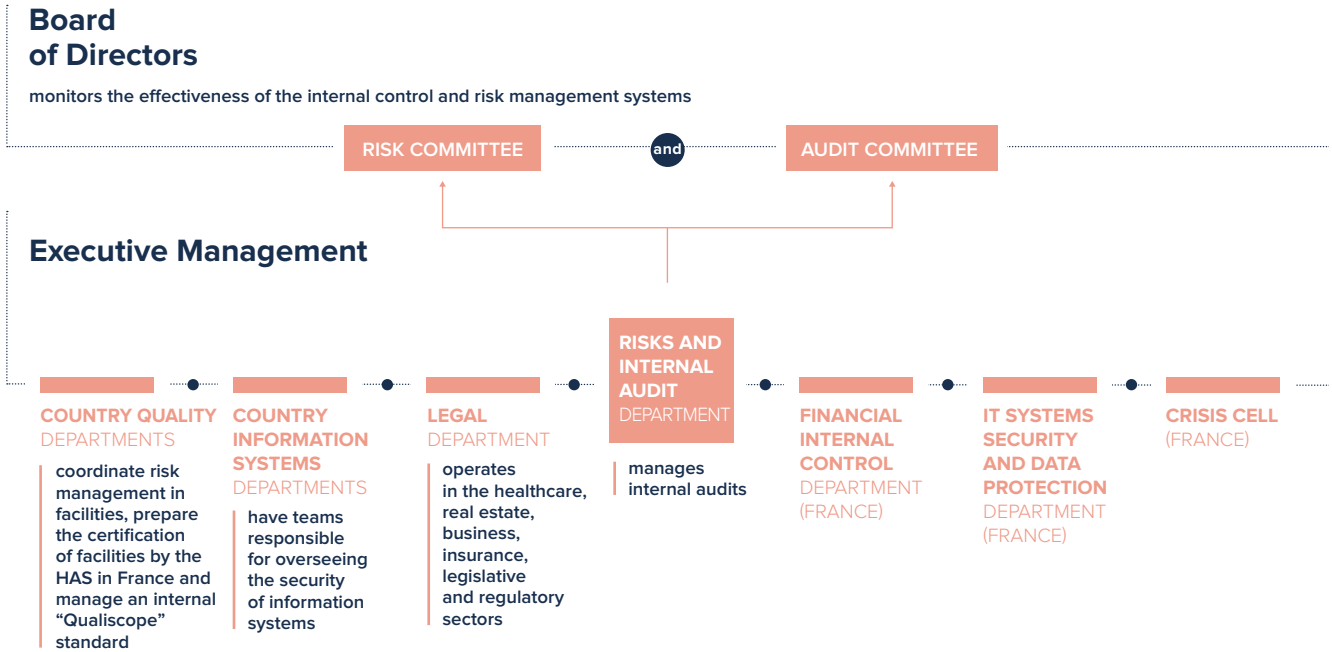 Board
of Directors
monitors the effectiveness of the internal control and risk management systems
RISK COMMITTEE
and
AUDIT COMMITTEE
Executive Management
COUNTRY QUALITY
DEPARTMENTS
coordinate risk
management in
facilities, prepare
the certification
of facilities by the
HAS in France and
manage an internal
“Qualiscope”
standard
COUNTRY
INFORMATION
SYSTEMS
DEPARTMENTS
have teams
responsible
for overseeing
the security
of information
systems
LEGAL
DEPARTMENT
operates
in the healthcare,
real estate,
business,
insurance,
legislative
and regulatory
sectors
RISKS AND
INTERNAL
AUDIT
DEPARTMENT
manages
internal audits
FINANCIAL
INTERNAL
CONTROL
DEPARTMENT
(FRANCE)
IT SYSTEMS
SECURITY
AND DATA
PROTECTION
DEPARTMENT
(FRANCE)
CRISIS CELL
(FRANCE)